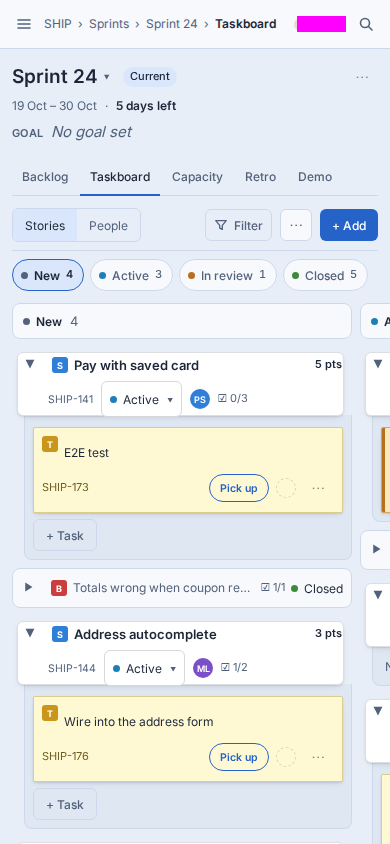 SHIP › Sprints › Sprint 24 › Taskboard
Sprint 24 Current
19 Oct – 30 Oct · 5 days left
GOAL No goal set
Backlog Taskboard Capacity Retro Demo
Stories People Filter + Add
New 4 Active 3 In review 1 Closed 5
New 4
S Pay with saved card 5 pts
SHIP-141 Active PS 0/3
T E2E test
SHIP-173 Pick up
+ Task
B Totals wrong when coupon re... 1/1 Closed
S Address autocomplete 3 pts
SHIP-144 Active ML 1/2
T Wire into the address form
SHIP-176 Pick up
+ Task